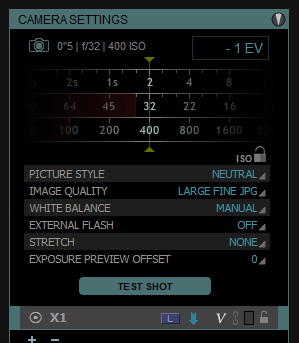 CAMERA SETTINGS
0"5 | f/32 | 400 ISO
- 1 EV
2s 1s 2 4 8
90 64 45 32 22 16
80 100 200 400 800 1600
ISO
PICTURE STYLE NEUTRAL
IMAGE QUALITY LARGE FINE JPG
WHITE BALANCE MANUAL
EXTERNAL FLASH OFF
STRETCH NONE
EXPOSURE PREVIEW OFFSET 0
TEST SHOT
X1 L V
+ −